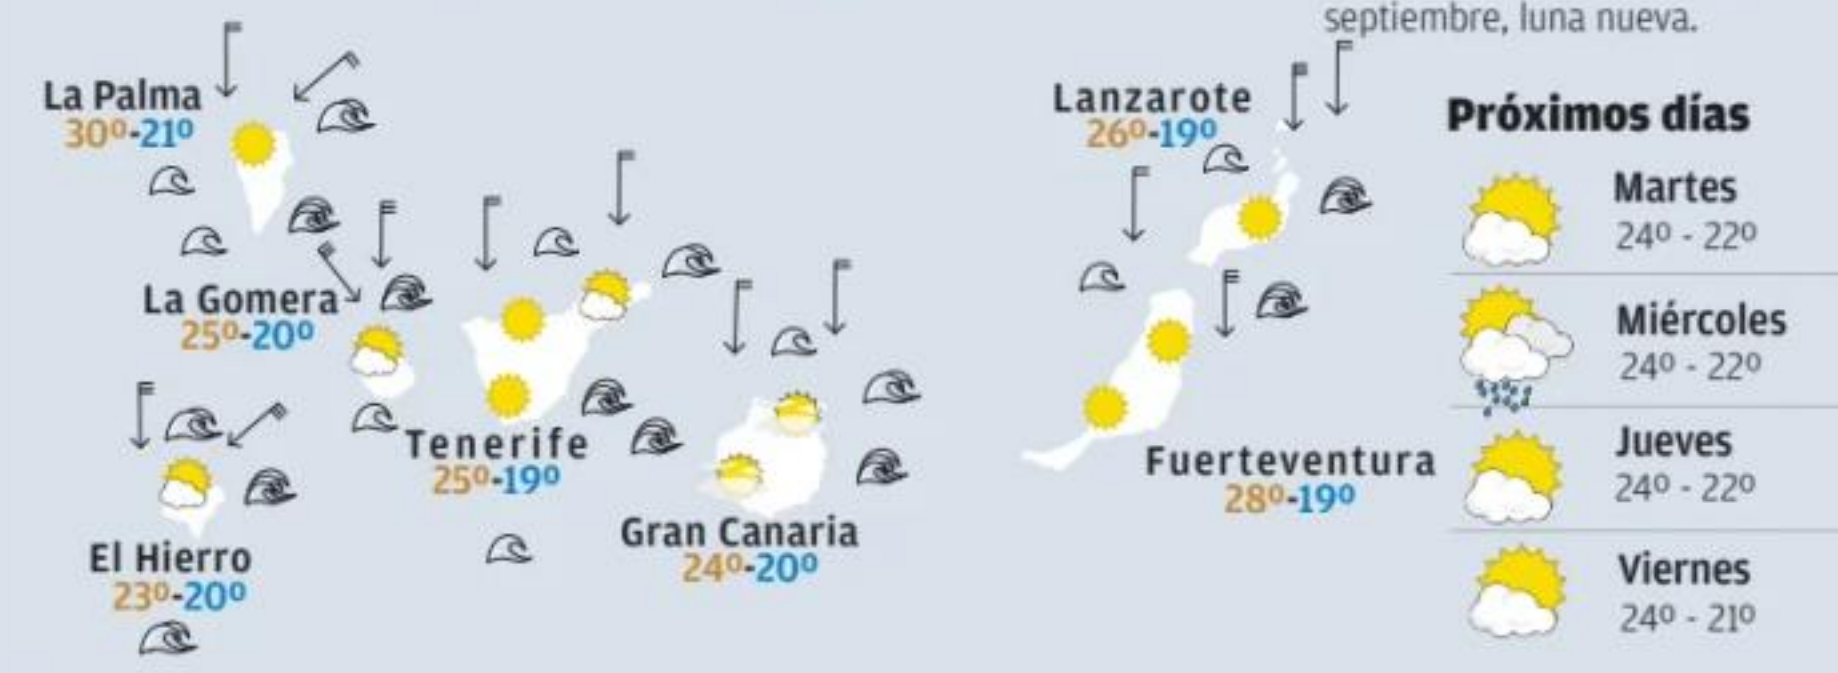 septiembre, luna nueva.
La Palma
30º-21º
La Gomera
25º-20º
El Hierro
23º-20º
Tenerife
25º-19º
Gran Canaria
24º-20º
Lanzarote
26º-19º
Fuerteventura
28º-19º
Próximos días
Martes
24º - 22º
Miércoles
24º - 22º
Jueves
24º - 22º
Viernes
24º - 21º